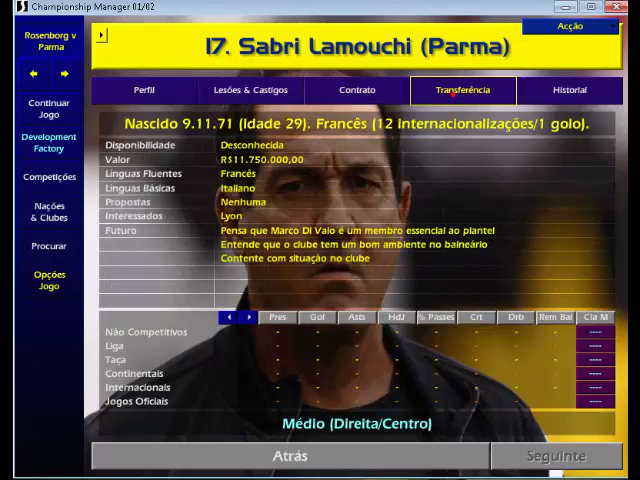 Championship Manager 01/02
Rosenborg v Parma
Acção
17. Sabri Lamouchi (Parma)
Perfil
Lesões & Castigos
Contrato
Transferência
Historial
Continuar Jogo
Development Factory
Competições
Nações & Clubes
Procurar
Opções Jogo
Nascido 9.11.71 (Idade 29). Francês (12 internacionalizações/1 golo).
Disponibilidade Desconhecida
Valor R$11.750.000,00
Línguas Fluentes Francês
Línguas Básicas Italiano
Propostas Nenhuma
Interessados Lyon
Futuro Pensa que Marco Di Vaio é um membro essencial ao plantel
Entende que o clube tem um bom ambiente no balneário
Contente com situação no clube
Pres Gol Asts HdJ % Passes Crt Drb Rem Bal Cla M
Não Competitivos - - - - - - - - ----
Liga - - - - - - - - ----
Taça - - - - - - - - ----
Continentais - - - - - - - - ----
Internacionais - - - - - - - - ----
Jogos Oficiais - - - - - - - - ----
Médio (Direita/Centro)
Atrás
Seguinte